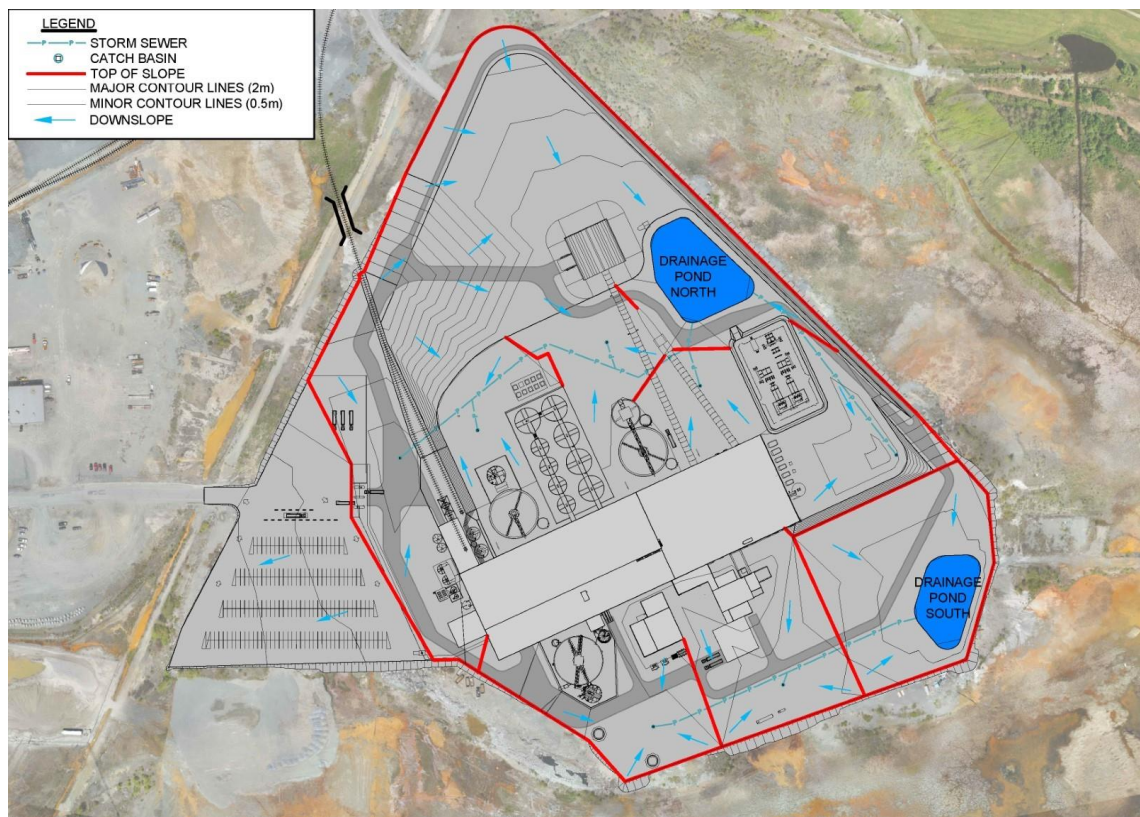 LEGEND
STORM SEWER
CATCH BASIN
TOP OF SLOPE
MAJOR CONTOUR LINES (2m)
MINOR CONTOUR LINES (0.5m)
DOWNSLOPE
DRAINAGE
POND
NORTH
DRAINAGE
POND
SOUTH